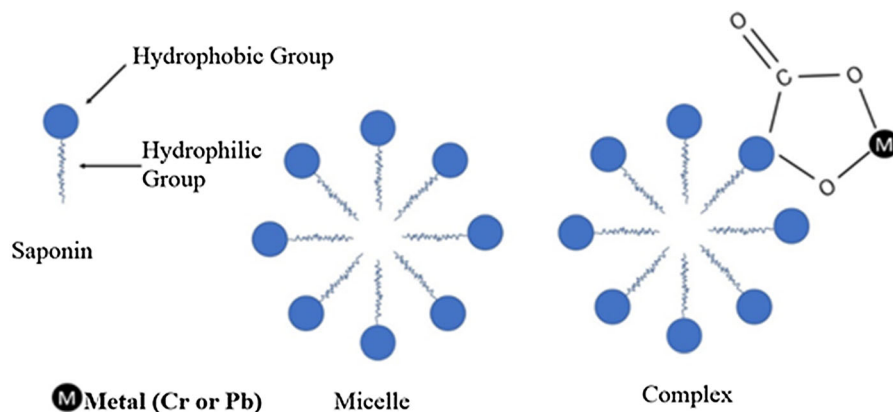 Hydrophobic Group
Hydrophilic
Group
Saponin
O
C
O
M
O
M Metal (Cr or Pb)
Micelle
Complex